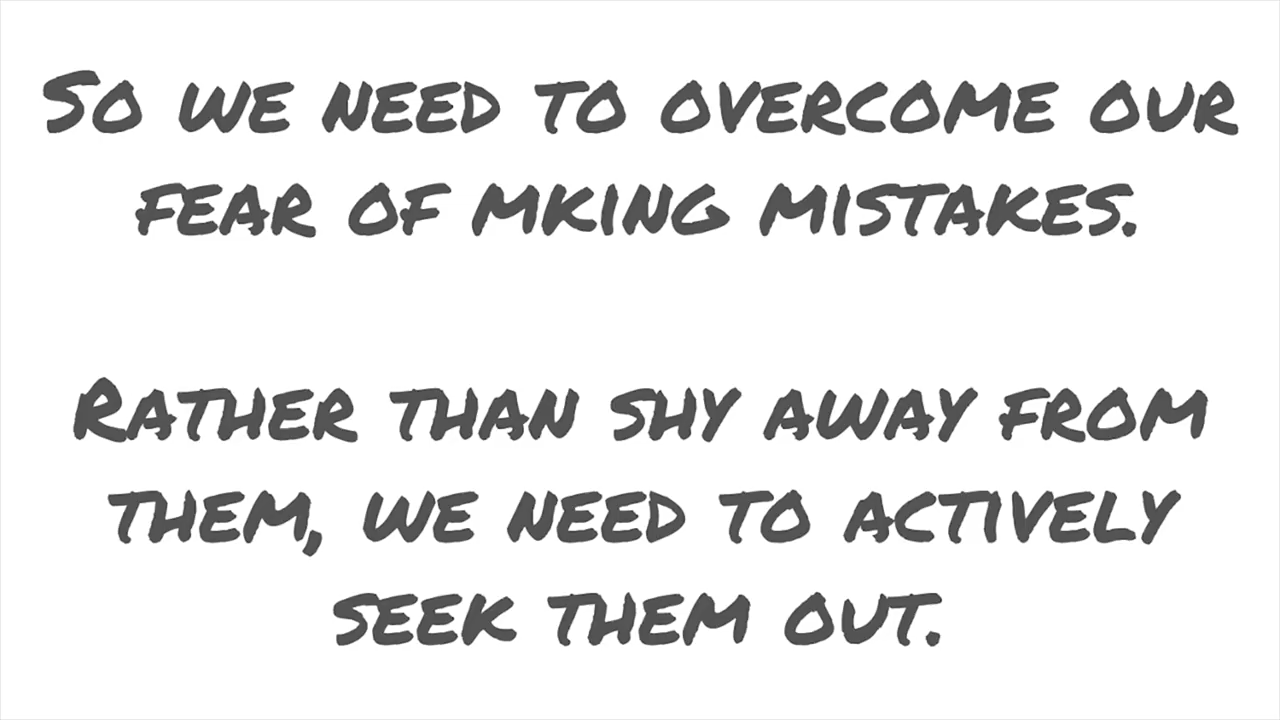 So we need to overcome our
fear of mking mistakes.
Rather than shy away from
them, we need to actively
seek them out.